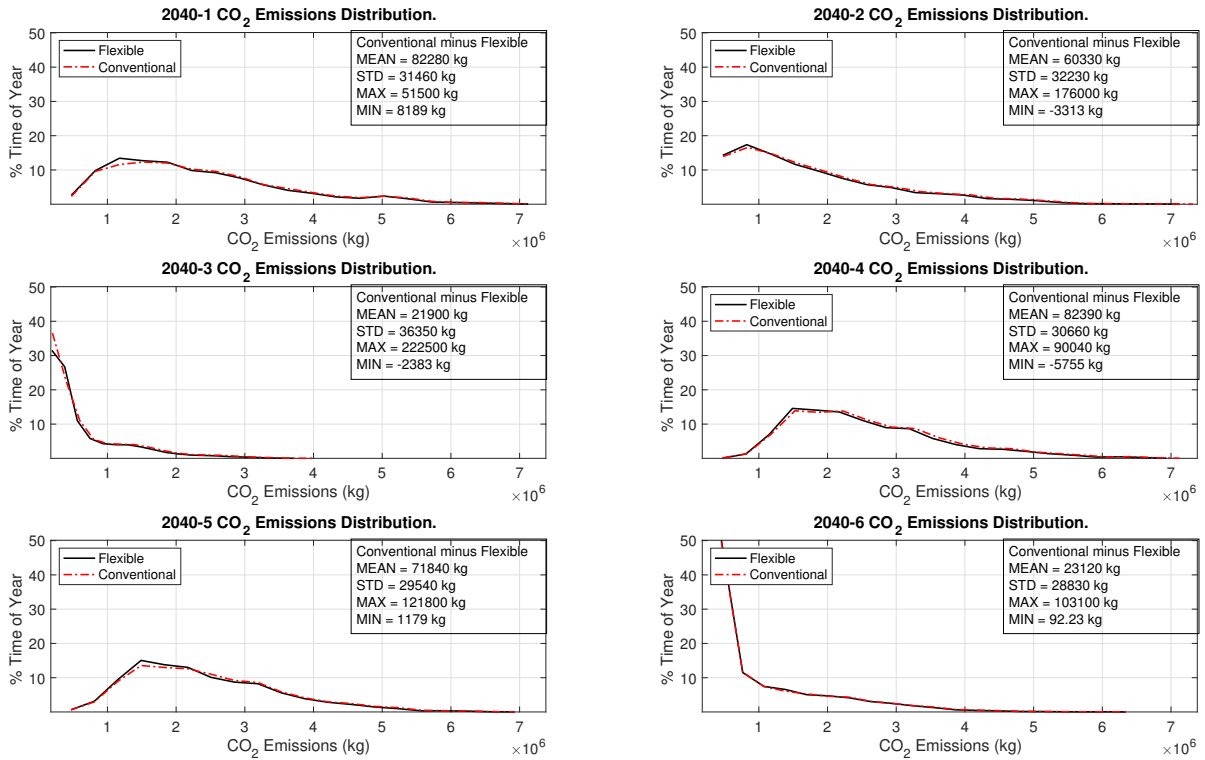 2040-1 CO2 Emissions Distribution.
50
40
30
20
10
% Time of Year
Flexible
Conventional
Conventional minus Flexible
MEAN = 82280 kg
STD = 31460 kg
MAX = 51500 kg
MIN = 8189 kg
1 2 3 4 5 6 7
CO2 Emissions (kg)
×10^6
2040-2 CO2 Emissions Distribution.
50
40
30
20
10
% Time of Year
Flexible
Conventional
Conventional minus Flexible
MEAN = 60330 kg
STD = 32230 kg
MAX = 176000 kg
MIN = -3313 kg
1 2 3 4 5 6 7
CO2 Emissions (kg)
×10^6
2040-3 CO2 Emissions Distribution.
50
40
30
20
10
% Time of Year
Conventional minus Flexible
MEAN = 21900 kg
STD = 36350 kg
MAX = 222500 kg
MIN = -2383 kg
1 2 3 4 5 6 7
CO2 Emissions (kg)
×10^6
2040-4 CO2 Emissions Distribution.
50
40
30
20
10
% Time of Year
Flexible
Conventional
Conventional minus Flexible
MEAN = 82390 kg
STD = 30660 kg
MAX = 90040 kg
MIN = -5755 kg
1 2 3 4 5 6 7
CO2 Emissions (kg)
×10^6
2040-5 CO2 Emissions Distribution.
50
40
30
20
10
% Time of Year
Flexible
Conventional
Conventional minus Flexible
MEAN = 71840 kg
STD = 29540 kg
MAX = 121800 kg
MIN = 1179 kg
1 2 3 4 5 6 7
CO2 Emissions (kg)
×10^6
2040-6 CO2 Emissions Distribution.
50
40
30
20
10
% Time of Year
Flexible
Conventional
Conventional minus Flexible
MEAN = 23120 kg
STD = 28830 kg
MAX = 103100 kg
MIN = 92.23 kg
1 2 3 4 5 6 7
CO2 Emissions (kg)
×10^6